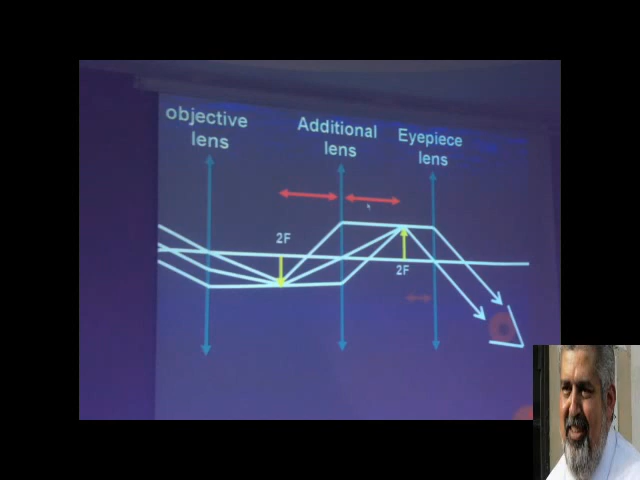 objective
lens
Additional
lens
Eyepiece
lens
2F
2F